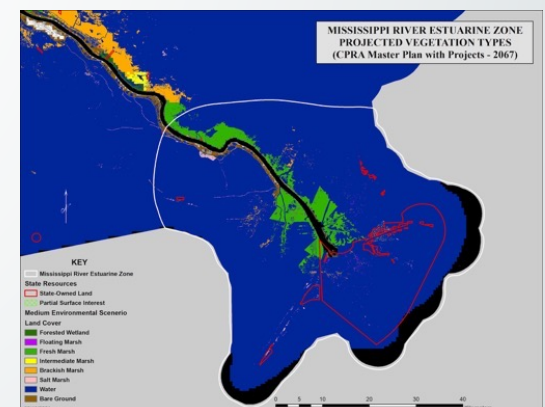 MISSISSIPPI RIVER ESTUARINE ZONE
PROJECTED VEGETATION TYPES
(CPRA Master Plan with Projects - 2067)
KEY
Mississippi River Estuarine Zone
State Resources
State-Owned Land
Partial Surface Interest
Medium Environmental Scenerio
Land Cover
Forested Wetland
Floating Marsh
Fresh Marsh
Intermediate Marsh
Brackish Marsh
Salt Marsh
Water
Bare Ground
0 5 10 20 30 40